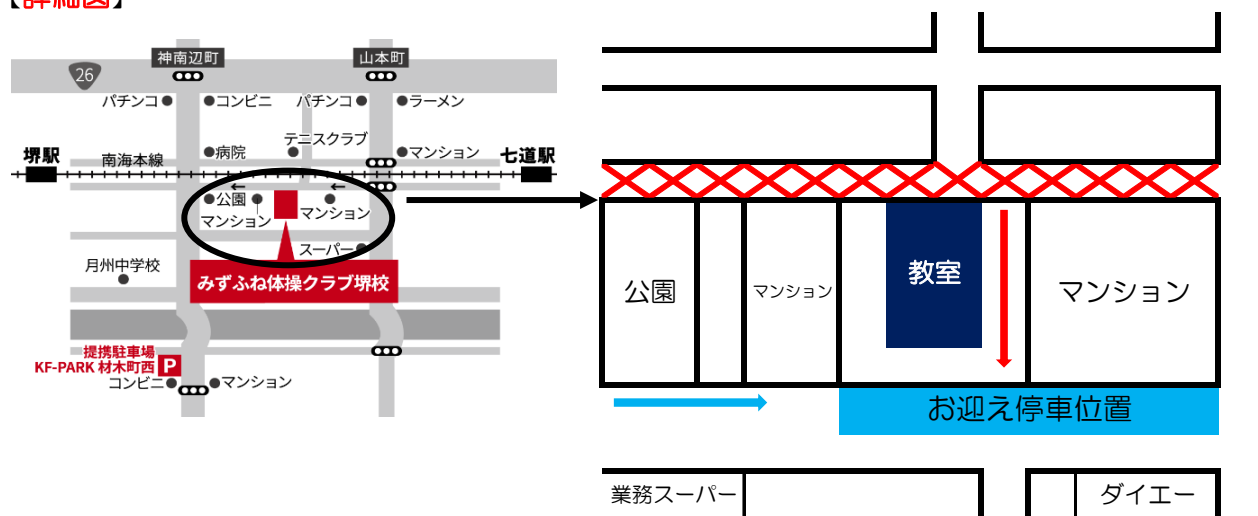 【詳細図】
神南辺町
山本町
26
パチンコ
コンビニ
パチンコ
ラーメン
テニスクラブ
病院
マンション
堺駅
南海本線
七道駅
公園
マンション
マンション
スーパー
月州中学校
みずふね体操クラブ堺校
提携駐車場
KF-PARK 材木町西
P
コンビニ
マンション
公園
マンション
教室
マンション
お迎え停車位置
業務スーパー
ダイエー